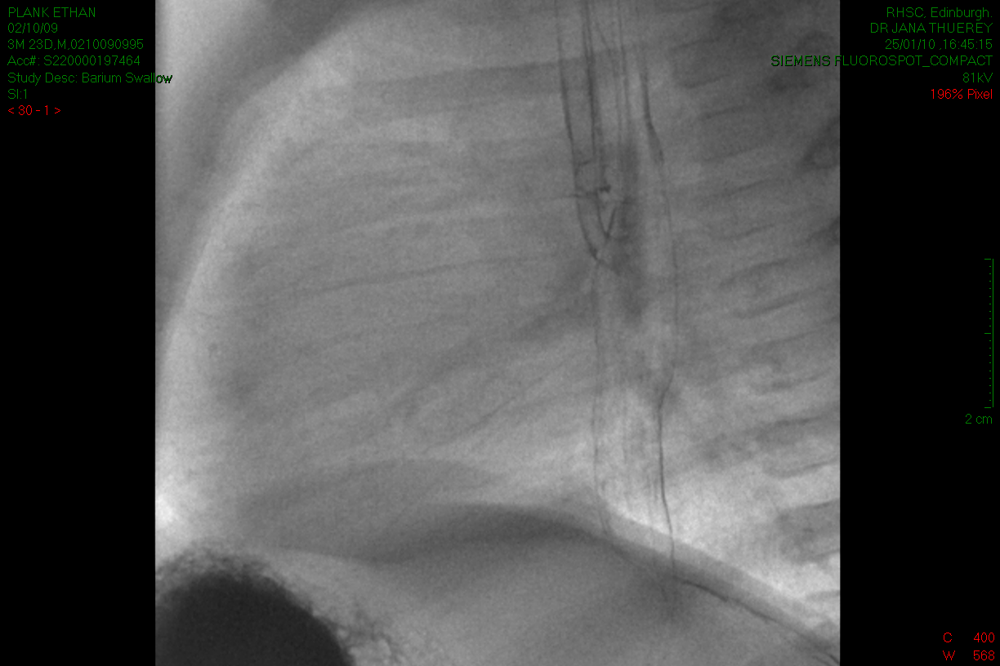 PLANK ETHAN
02/10/09
3M 23D,M,0210090995
Acc#: S220000197464
Study Desc: Barium Swallow
SI:1
< 30 - 1 >
RHSC, Edinburgh.
DR JANA THUEREY
25/01/10 ,16:45:15
SIEMENS FLUOROSPOT_COMPACT
81kV
196% Pixel
2 cm
C 400
W 568